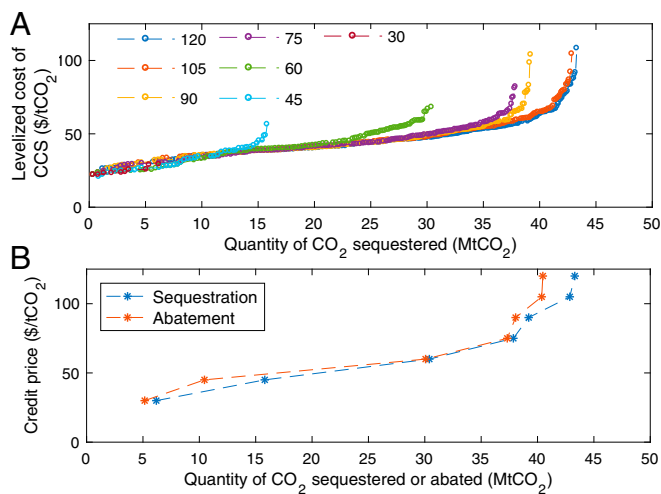 A
120
75
30
105
60
90
45
Levelized cost of
CCS ($/tCO2)
100
50
0
0 5 10 15 20 25 30 35 40 45 50
Quantity of CO2 sequestered (MtCO2)
B
Sequestration
Abatement
Credit price ($/tCO2)
100
50
0
0 5 10 15 20 25 30 35 40 45 50
Quantity of CO2 sequestered or abated (MtCO2)